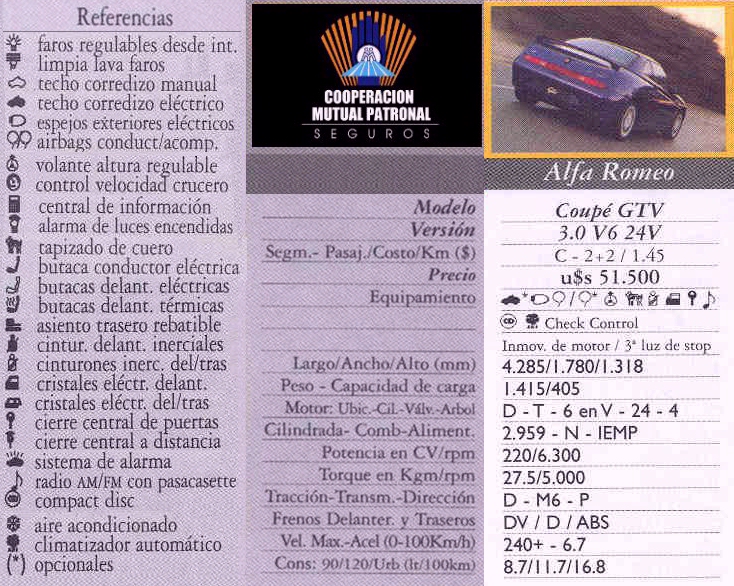 Referencias
faros regulables desde int.
limpia lava faros
techo corredizo manual
techo corredizo eléctrico
espejos exteriores eléctricos
airbags conduct/acomp.
volante altura regulable
control velocidad crucero
central de información
alarma de luces encendidas
tapizado de cuero
butaca conductor eléctrica
butacas delant. eléctricas
butacas delant. térmicas
asiento trasero rebatible
cintur. delant. inerciales
cinturones inerc. del/tras
cristales eléctr. delant.
cristales eléctr. del/tras
cierre central de puertas
cierre central a distancia
sistema de alarma
radio AM/FM con pasacasette
compact disc
aire acondicionado
climatizador automático
(*) opcionales
COOPERACION
MUTUAL PATRONAL
SEGUROS
Modelo
Versión
Segm.- Pasaj./Costo/Km ($)
Precio
Equipamiento
Largo/Ancho/Alto (mm)
Peso - Capacidad de carga
Motor: Ubic.-Cil.-Válv.-Arbol
Cilindrada- Comb-Aliment.
Potencia en CV/rpm
Torque en Kgm/rpm
Tracción-Transm.-Dirección
Frenos Delanter. y Traseros
Vel. Max.-Acel (0-100Km/h)
Cons: 90/120/Urb (lt/100km)
Alfa Romeo
Coupé GTV
3.0 V6 24V
C - 2+2 / 1.45
u$s 51.500
* / *
Check Control
Inmov. de motor / 3ª luz de stop
4.285/1.780/1.318
1.415/405
D - T - 6 en V - 24 - 4
2.959 - N - IEMP
220/6.300
27.5/5.000
D - M6 - P
DV / D / ABS
240+ - 6.7
8.7/11.7/16.8